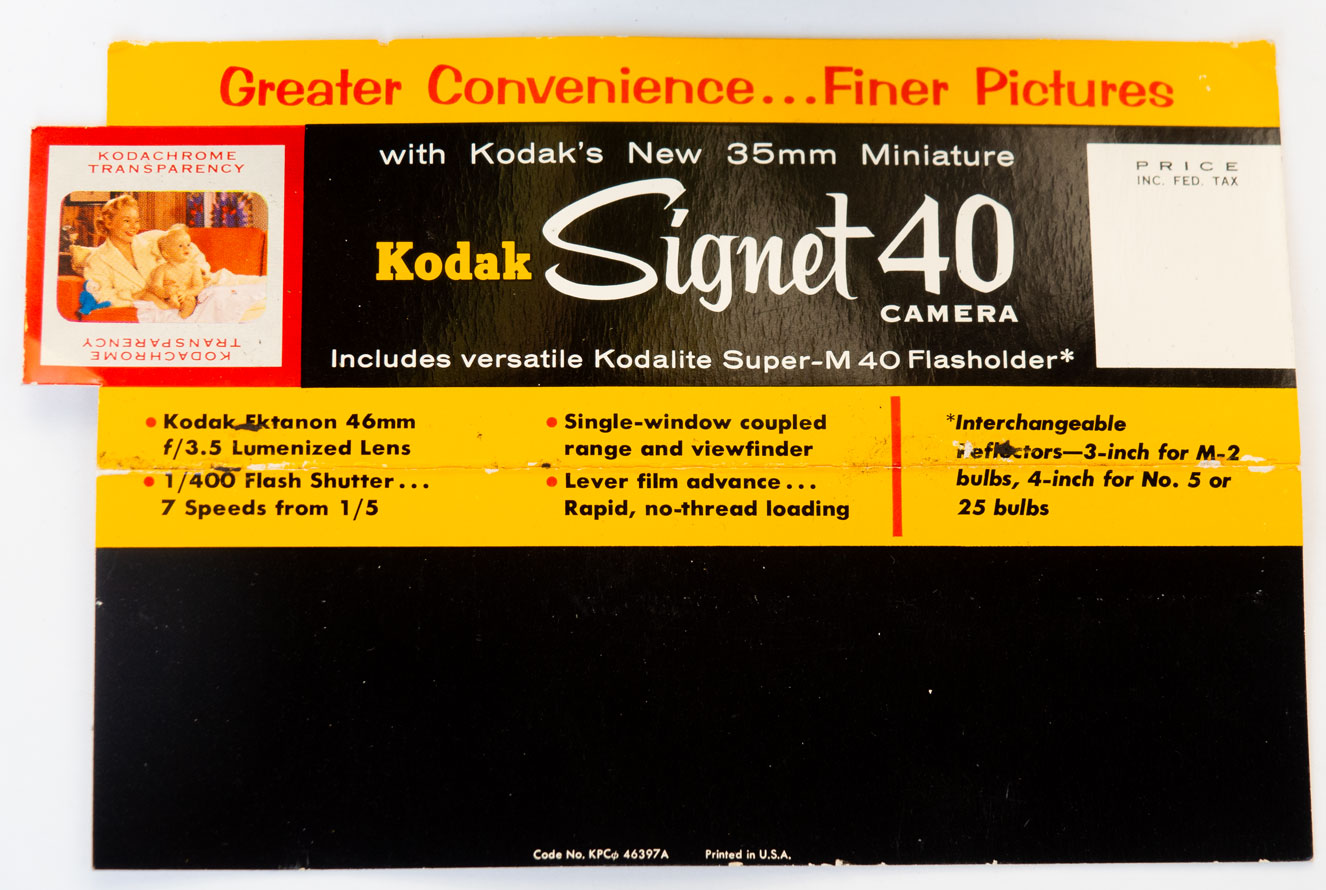 Greater Convenience...Finer Pictures
with Kodak's New 35mm Miniature
Kodak Signet 40
CAMERA
Includes versatile Kodalite Super-M 40 Flasholder*
PRICE
INC. FED. TAX
KODACHROME
TRANSPARENCY
KODACHROME
TRANSPARENCY
• Kodak Ektanon 46mm
f/3.5 Lumenized Lens
• 1/400 Flash Shutter...
7 Speeds from 1/5
• Single-window coupled
range and viewfinder
• Lever film advance...
Rapid, no-thread loading
*Interchangeable
Reflectors—3-inch for M-2
bulbs, 4-inch for No. 5 or
25 bulbs
Code No. KPC⌀ 46397A Printed in U.S.A.